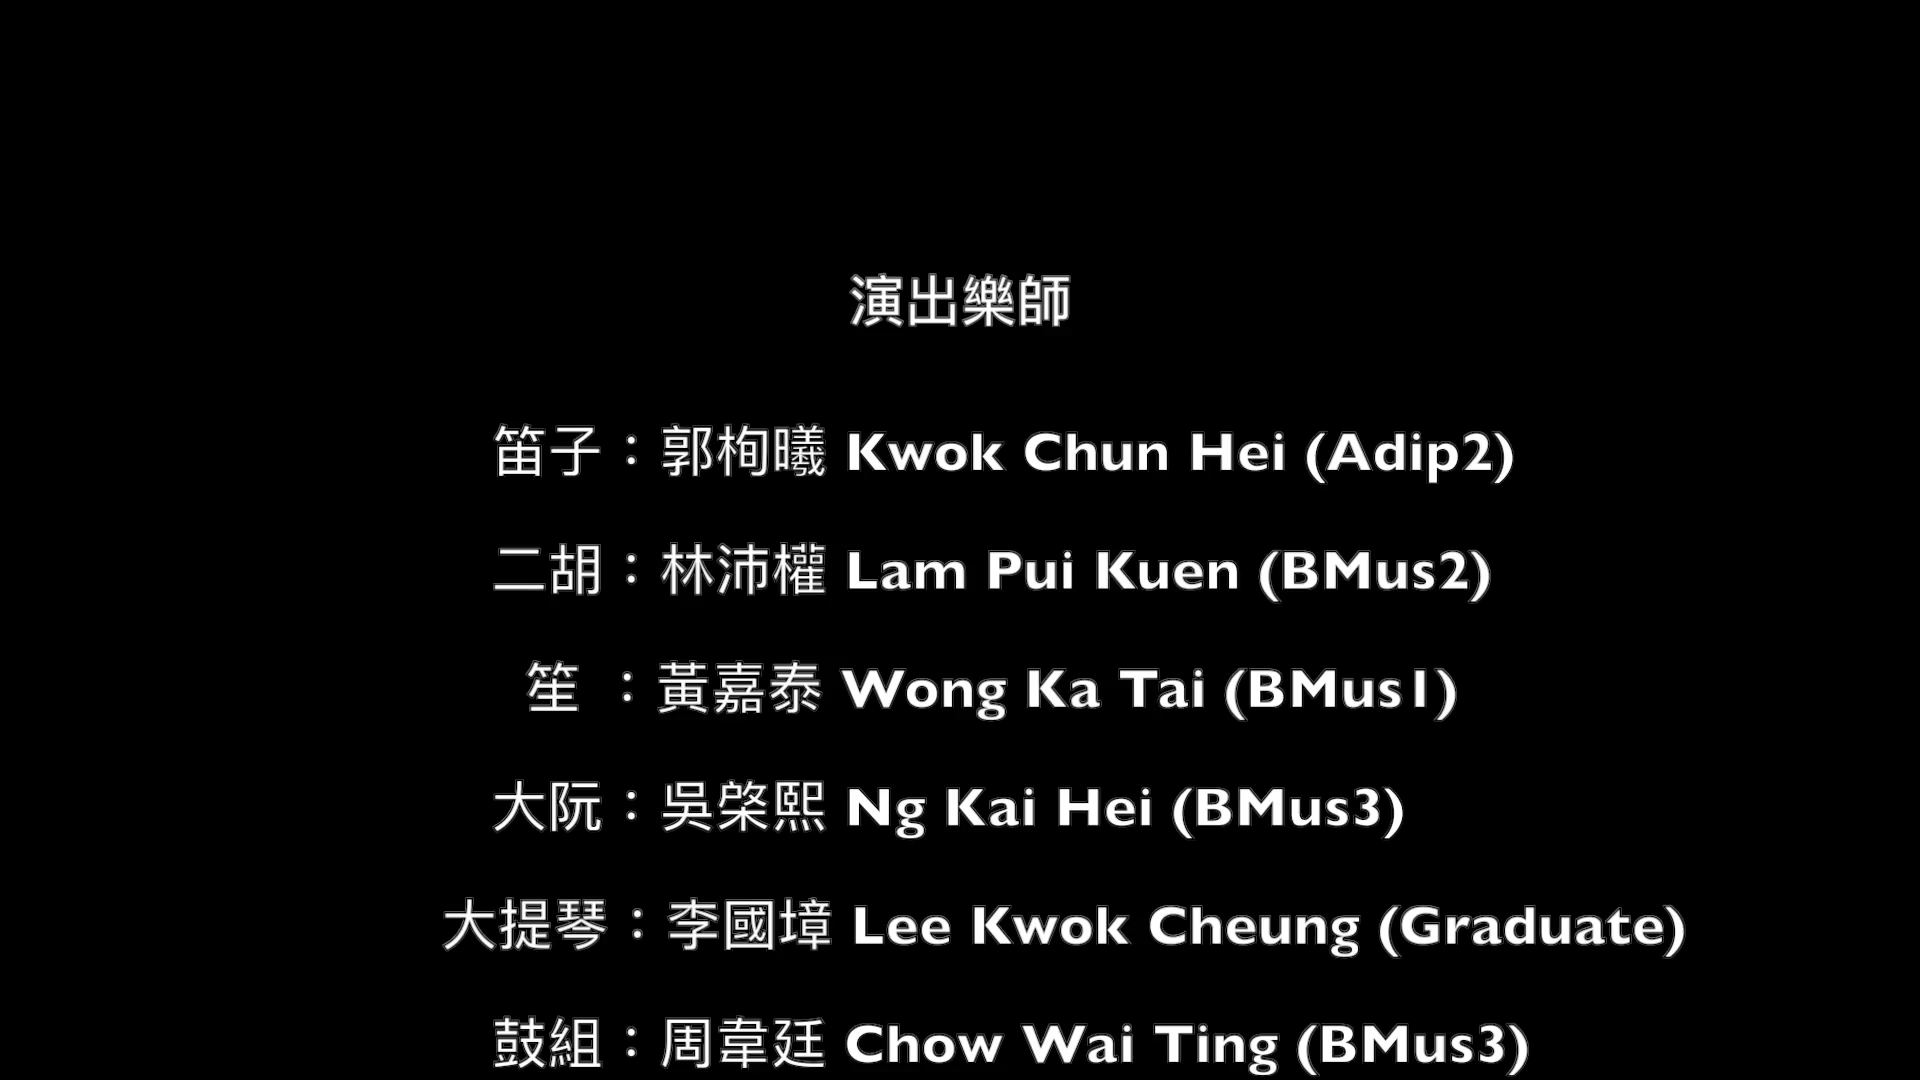 演出樂師
笛子：郭栒曦 Kwok Chun Hei (Adip2)
二胡：林沛權 Lam Pui Kuen (BMus2)
笙 ：黃嘉泰 Wong Ka Tai (BMus1)
大阮：吳棨熙 Ng Kai Hei (BMus3)
大提琴：李國墇 Lee Kwok Cheung (Graduate)
鼓組：周韋廷 Chow Wai Ting (BMus3)